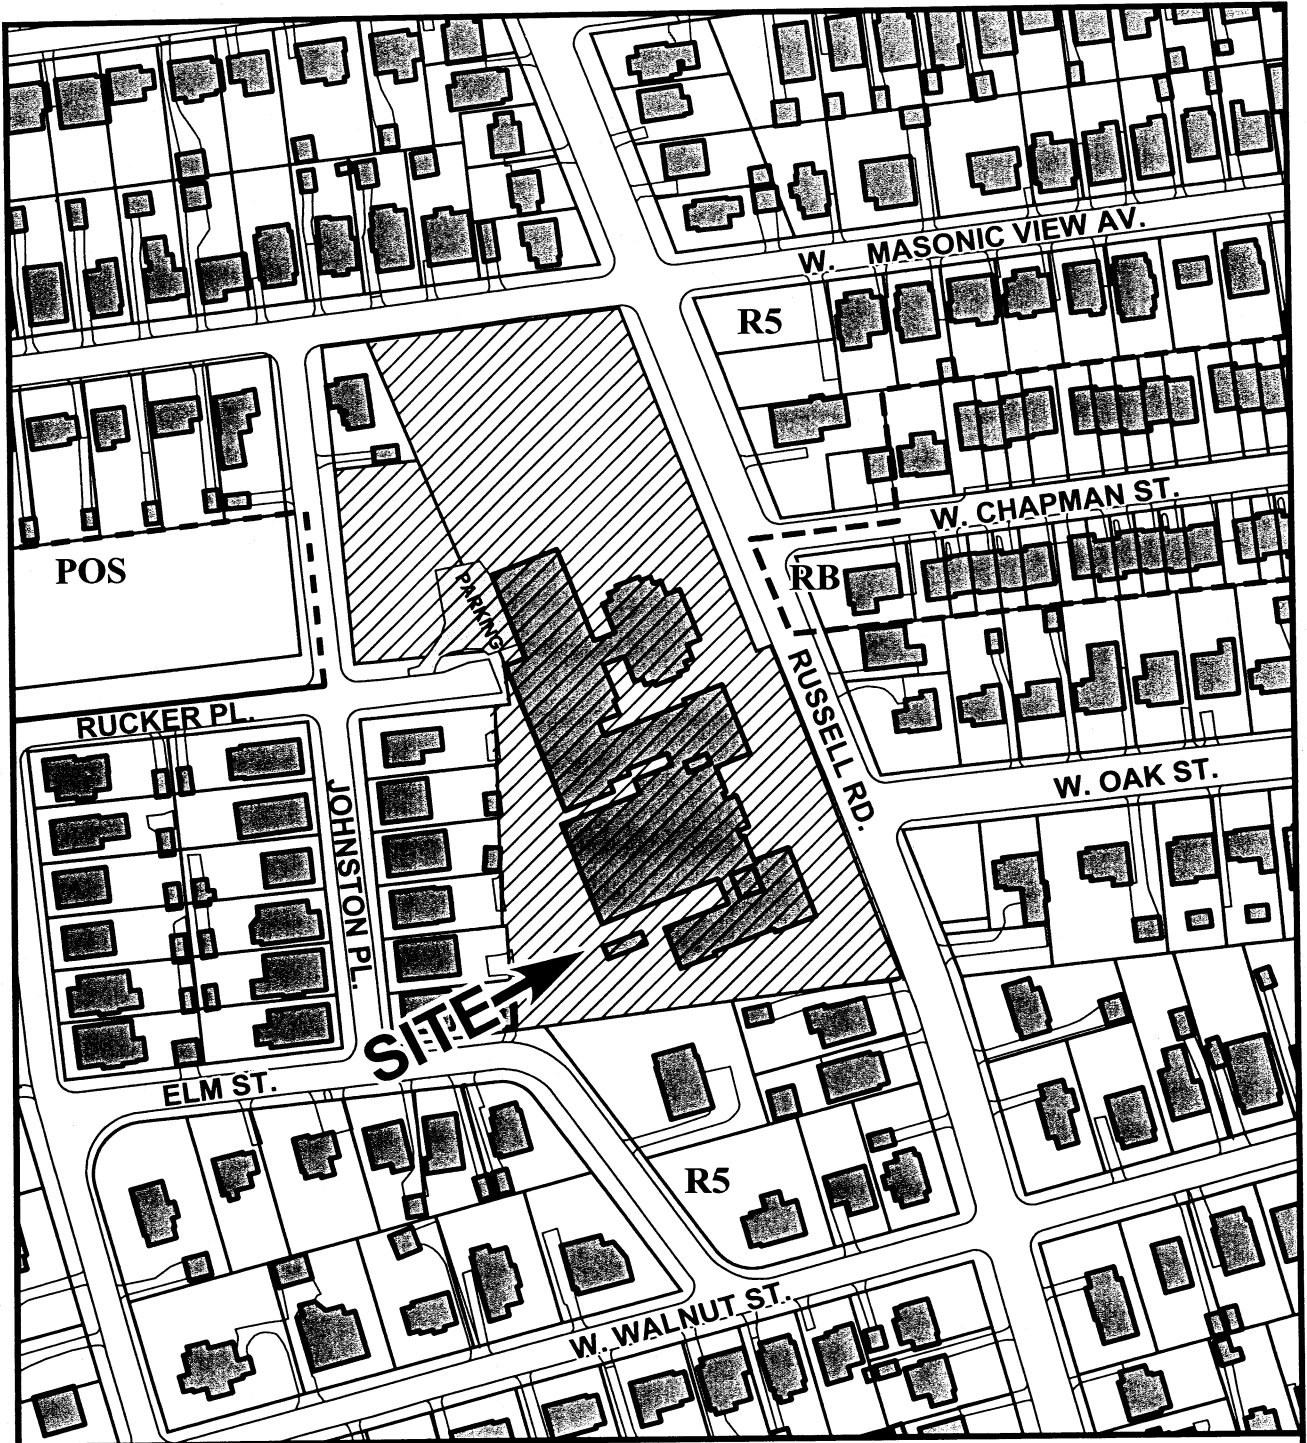 W. MASONIC VIEW AV.
R5
W. CHAPMAN ST.
POS
PARKING
RB
RUSSELL RD.
RUCKER PL.
W. OAK ST.
JOHNSTON PL.
SITE
ELM ST.
R5
W. WALNUT ST.